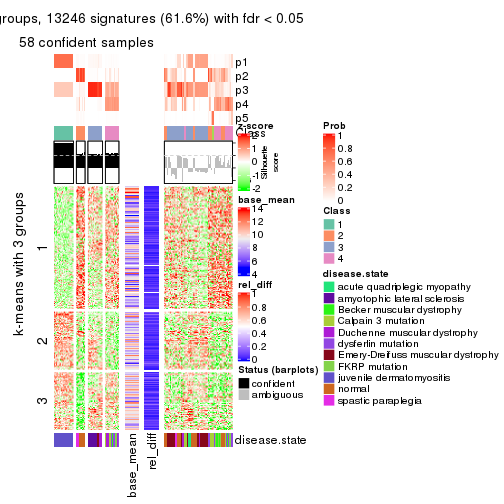 groups, 13246 signatures (61.6%) with fdr < 0.05
58 confident samples
p1
p2
p3
p4
p5
Class
k-means with 3 groups
1
2
3
base_mean
rel_diff
disease.state
z-score
2
1
0
-1
-2
Silhouette
score
base_mean
14
12
10
8
6
4
rel_diff
1
0.8
0.6
0.4
0.2
0
Status (barplots)
confident
ambiguous
Prob
1
0.8
0.6
0.4
0.2
0
Class
1
2
3
4
disease.state
acute quadriplegic myopathy
amyotophic lateral sclerosis
Becker muscular dystrophy
Calpain 3 mutation
Duchenne muscular dystrophy
dysferlin mutation
Emery-Dreifuss muscular dystrophy
FKRP mutation
juvenile dermatomyositis
normal
spastic paraplegia